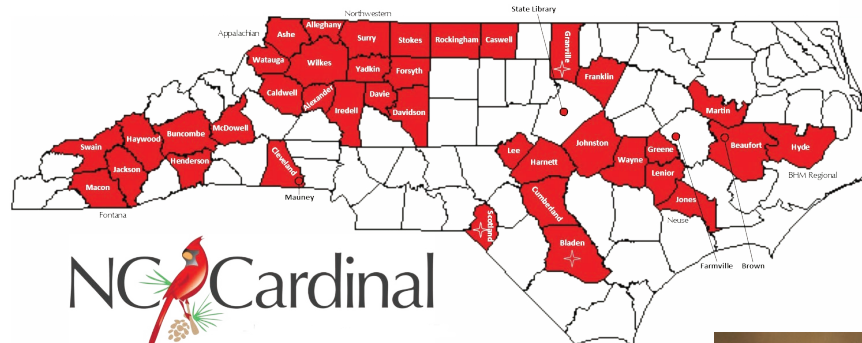 State Library
Northwestern
Appalachian
Alleghany
Ashe
Surry
Stokes
Rockingham
Caswell
Granville
Watauga
Wilkes
Yadkin
Forsyth
Franklin
Caldwell
Alexander
Iredell
Davie
Davidson
Martin
McDowell
Buncombe
Haywood
Swain
Jackson
Macon
Henderson
Cleveland
Mauney
Fontana
Lee
Harnett
Johnston
Wayne
Greene
Lenior
Jones
Beaufort
Hyde
BHM Regional
Cumberland
Neuse
Scotland
Bladen
Farmville
Brown
NC Cardinal